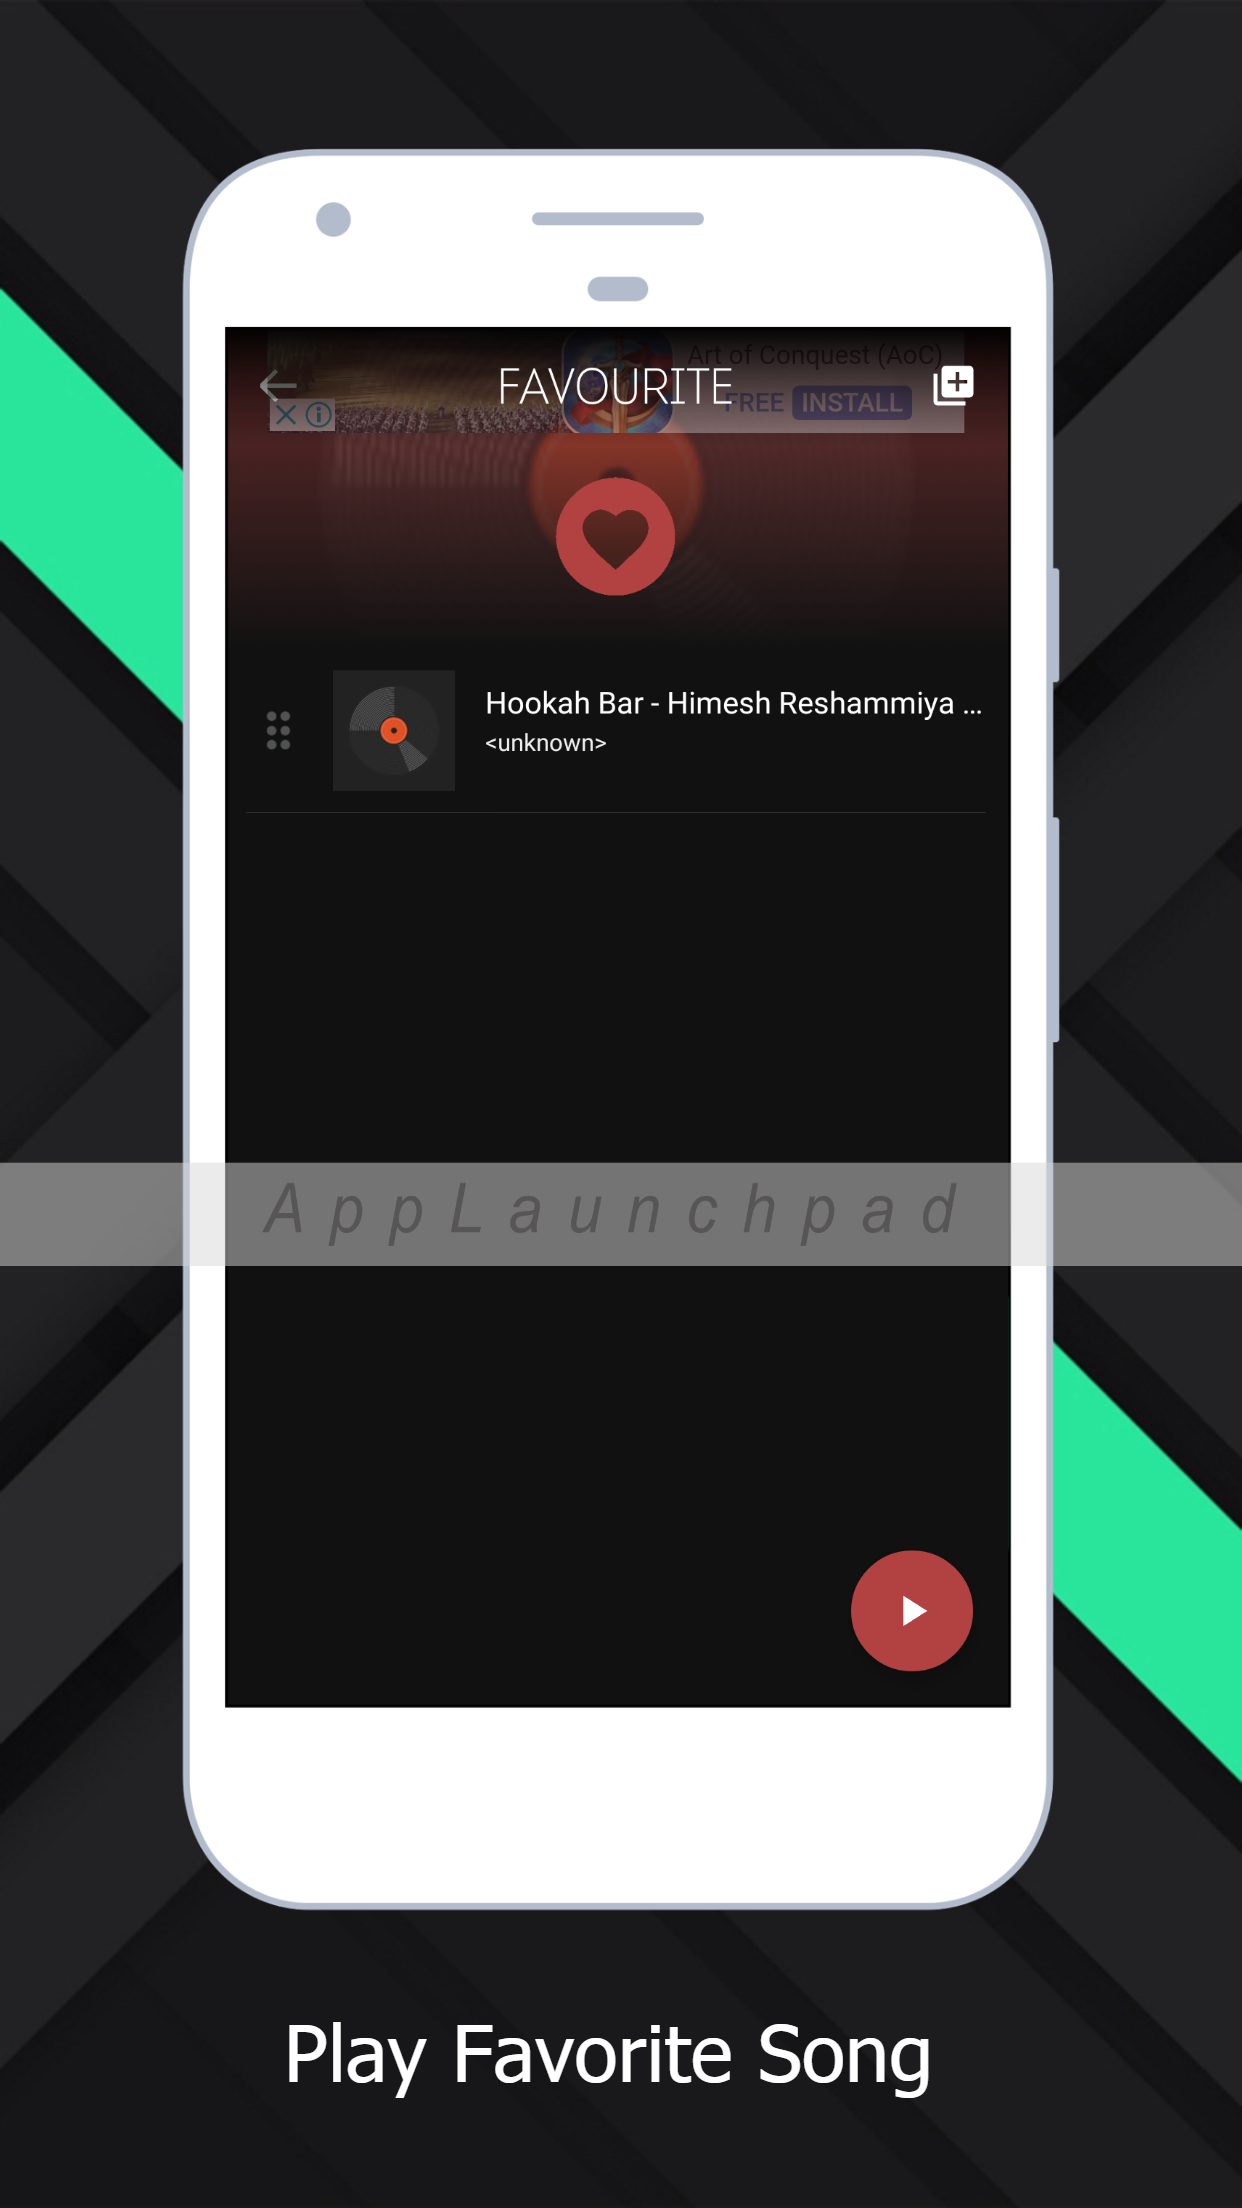 Art of Conquest (AoC)
FAVOURITE
FREE INSTALL
Hookah Bar - Himesh Reshammiya ...
<unknown>
AppLaunchpad
Play Favorite Song